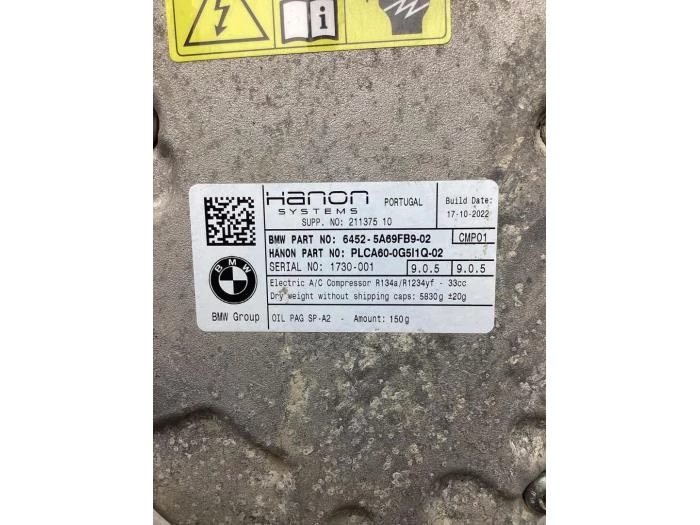 Hanon
SYSTEMS
PORTUGAL
SUPP. NO: 211375 10
Build Date:
17-10-2022
BMW PART NO: 6452-5A69FB9-02
CMP01
HANON PART NO: PLCA60-0G5I1Q-02
SERIAL NO: 1730-001
9.0.5 9.0.5
Electric A/C Compressor R134a/R1234yf - 33cc
Dry weight without shipping caps: 5830g ±20g
BMW
BMW Group
OIL PAG SP-A2 - Amount: 150g